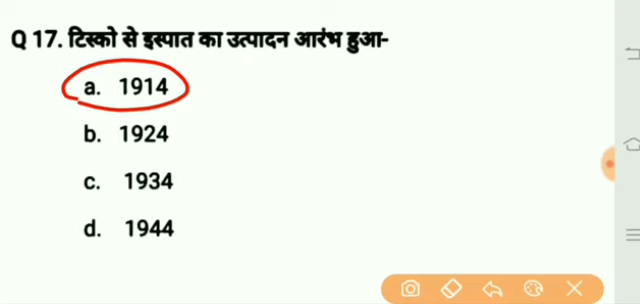 Q 17. टिस्को से इस्पात का उत्पादन आरंभ हुआ-
a. 1914
b. 1924
c. 1934
d. 1944